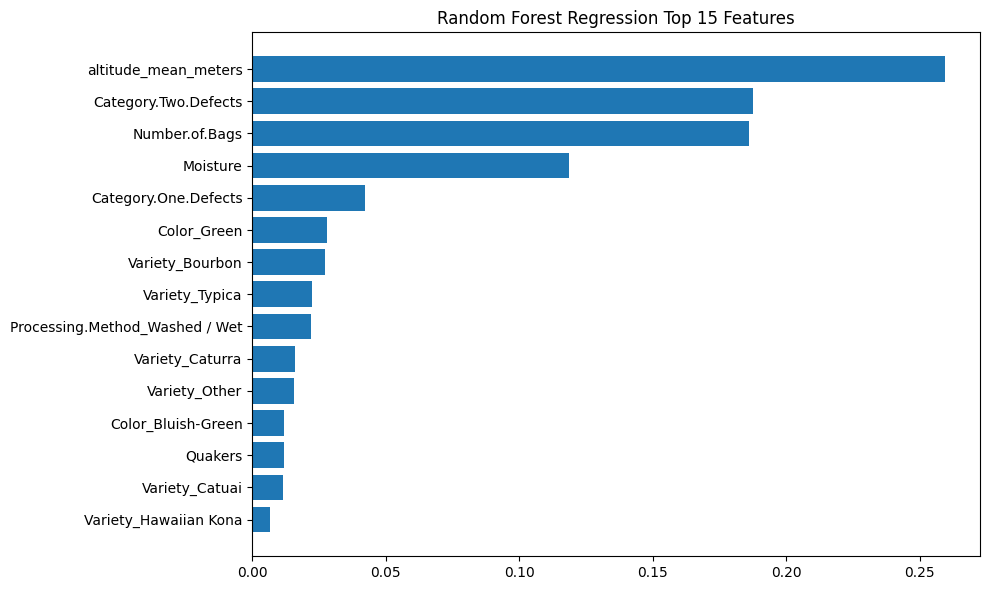 Random Forest Regression Top 15 Features
altitude_mean_meters
Category.Two.Defects
Number.of.Bags
Moisture
Category.One.Defects
Color_Green
Variety_Bourbon
Variety_Typica
Processing.Method_Washed / Wet
Variety_Caturra
Variety_Other
Color_Bluish-Green
Quakers
Variety_Catuai
Variety_Hawaiian Kona
0.00 0.05 0.10 0.15 0.20 0.25